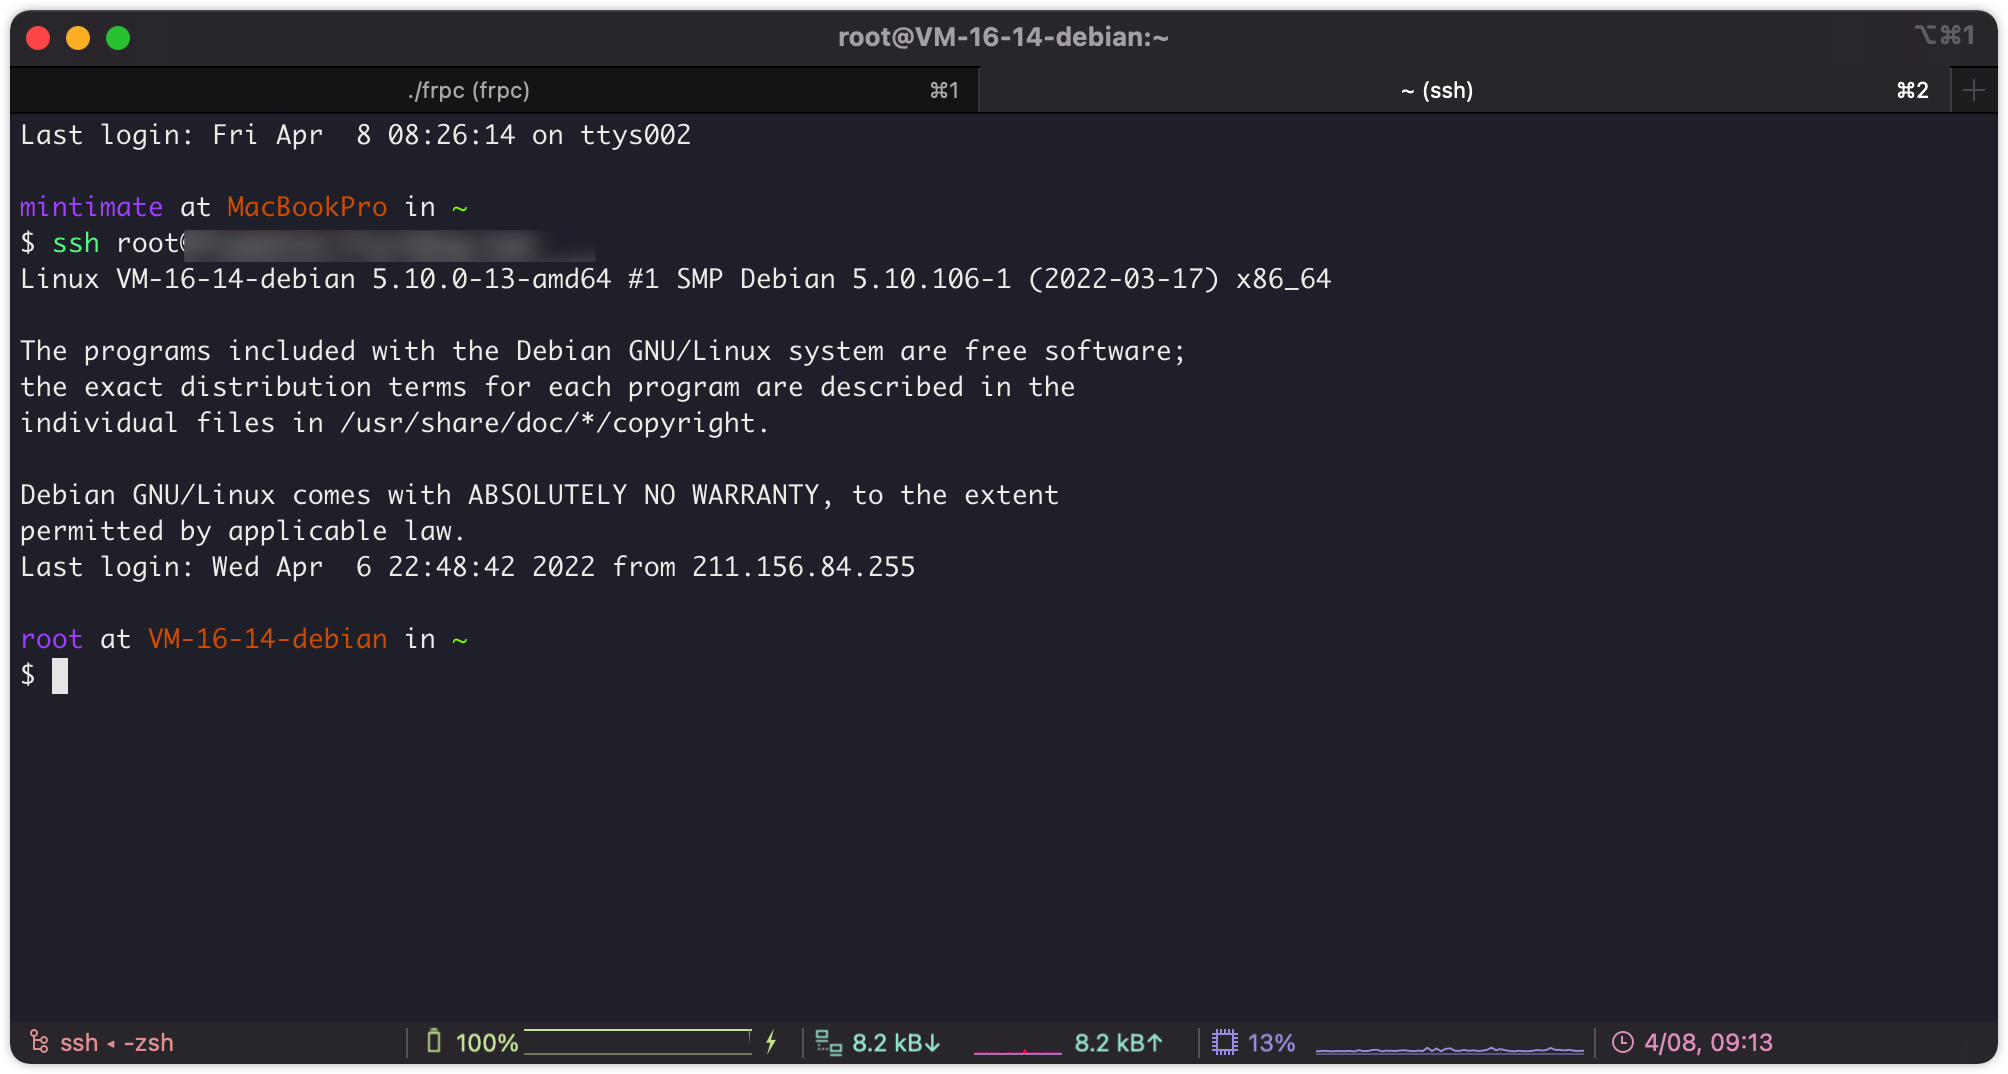 root@VM-16-14-debian:~ ⌥⌘1
./frpc (frpc) ⌘1 ~ (ssh) ⌘2
Last login: Fri Apr  8 08:26:14 on ttys002
mintimate at MacBookPro in ~
$ ssh root@
Linux VM-16-14-debian 5.10.0-13-amd64 #1 SMP Debian 5.10.106-1 (2022-03-17) x86_64
The programs included with the Debian GNU/Linux system are free software;
the exact distribution terms for each program are described in the
individual files in /usr/share/doc/*/copyright.
Debian GNU/Linux comes with ABSOLUTELY NO WARRANTY, to the extent
permitted by applicable law.
Last login: Wed Apr  6 22:48:42 2022 from 211.156.84.255
root at VM-16-14-debian in ~
$
ssh ◂ -zsh 100% 8.2 kB↓ 8.2 kB↑ 13% 4/08, 09:13